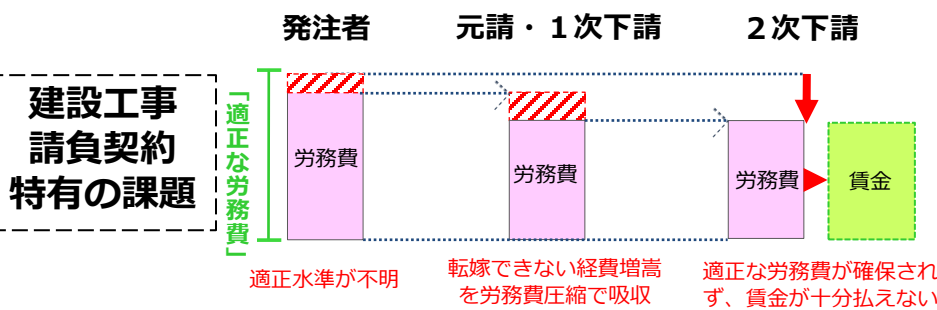 発注者
元請・１次下請
２次下請
建設工事
請負契約
特有の課題
「適正な労務費」
労務費
労務費
労務費
賃金
適正水準が不明
転嫁できない経費増嵩
を労務費圧縮で吸収
適正な労務費が確保され
ず、賃金が十分払えない